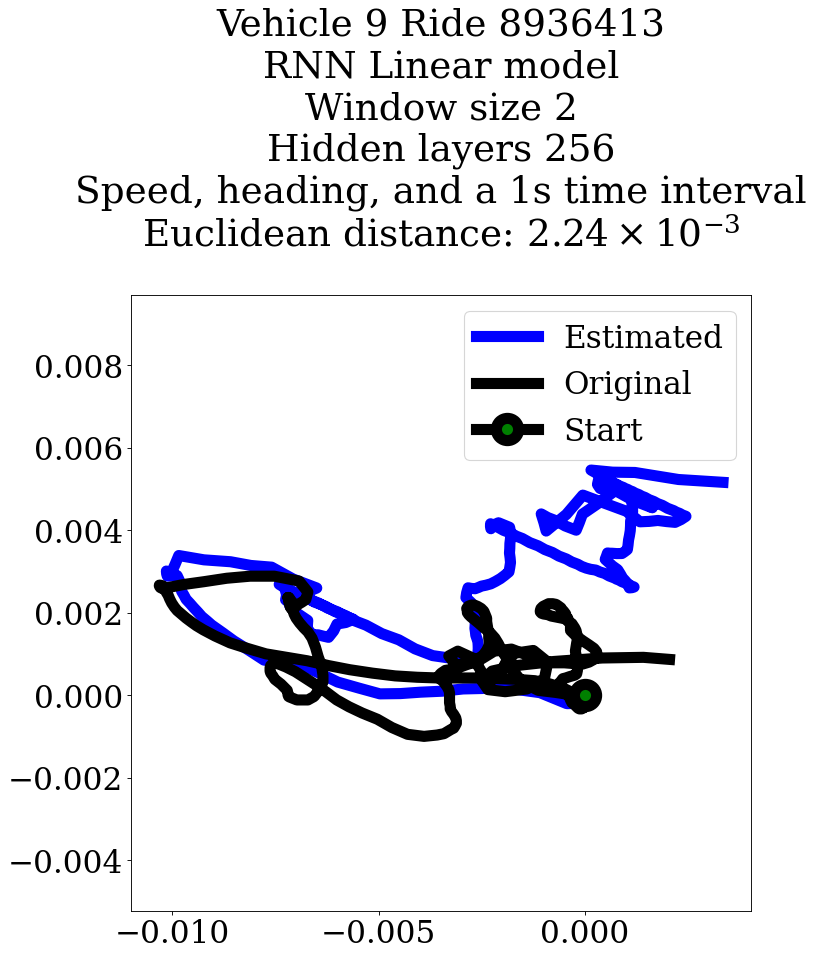 Vehicle 9 Ride 8936413
RNN Linear model
Window size 2
Hidden layers 256
Speed, heading, and a 1s time interval
Euclidean distance: 2.24 × 10⁻³
Estimated
Original
Start
0.008
0.006
0.004
0.002
0.000
−0.002
−0.004
−0.010 −0.005 0.000